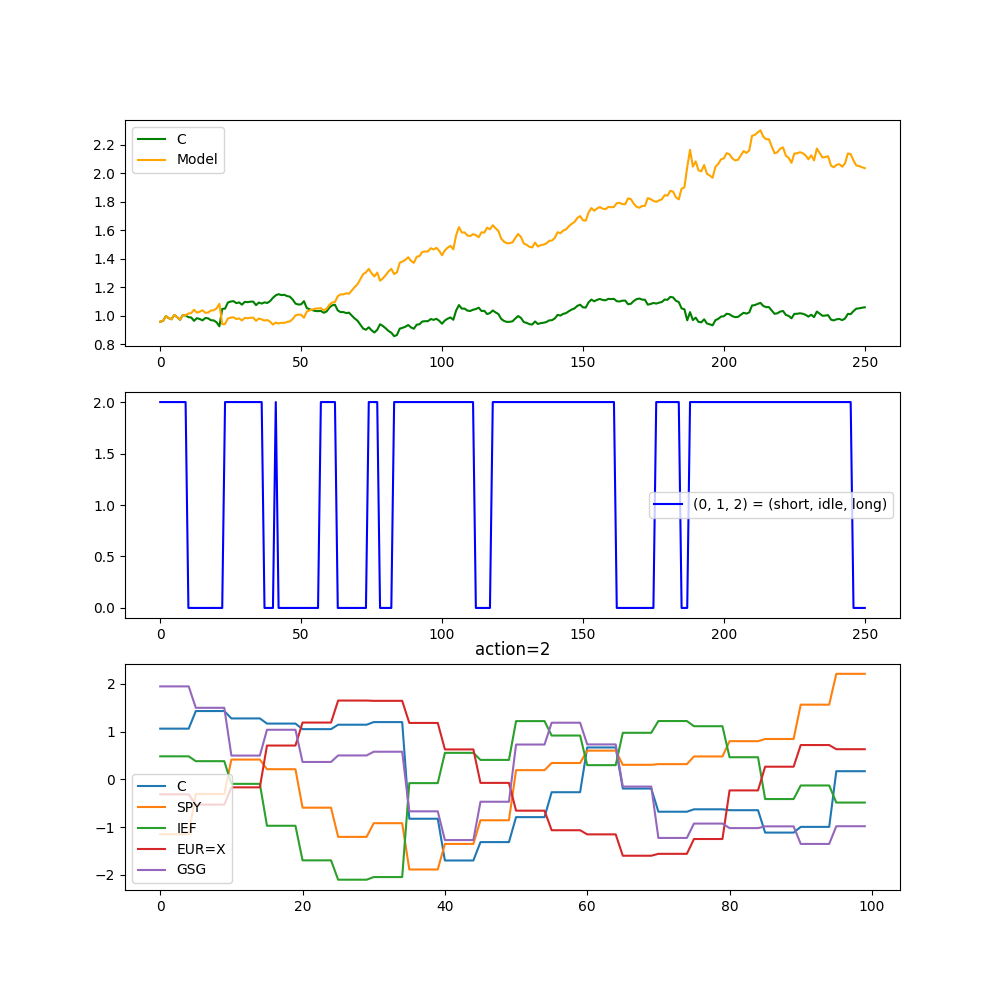 C
Model
2.2
2.0
1.8
1.6
1.4
1.2
1.0
0.8
0 50 100 150 200 250
2.0
1.5
1.0
0.5
0.0
(0, 1, 2) = (short, idle, long)
0 50 100 150 200 250
action=2
2
1
0
−1
−2
C
SPY
IEF
EUR=X
GSG
0 20 40 60 80 100